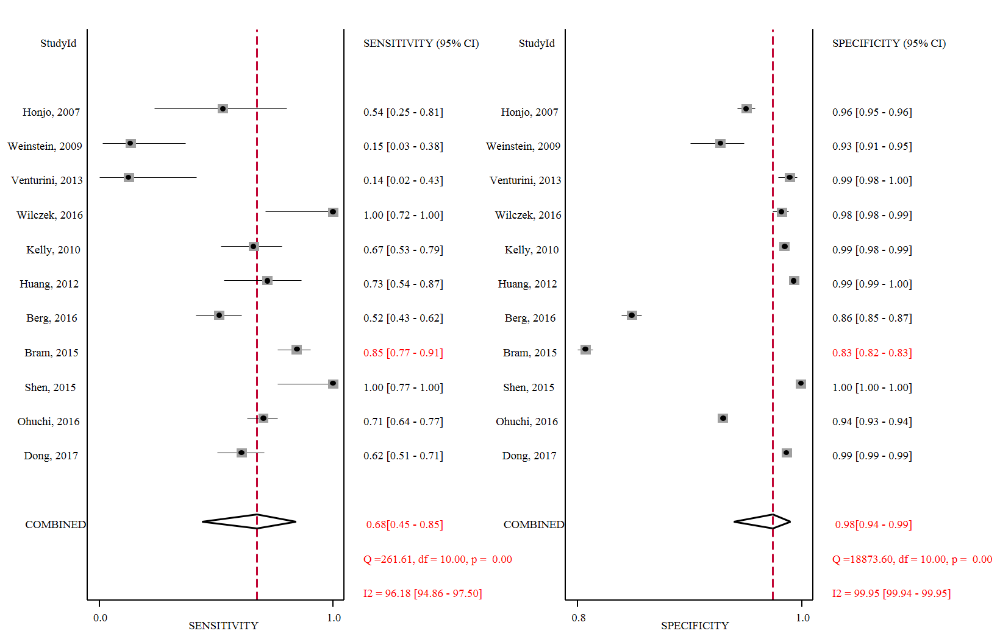 StudyId SENSITIVITY (95% CI) StudyId SPECIFICITY (95% CI)
Honjo, 2007 0.54 [0.25 - 0.81] Honjo, 2007 0.96 [0.95 - 0.96]
Weinstein, 2009 0.15 [0.03 - 0.38] Weinstein, 2009 0.93 [0.91 - 0.95]
Venturini, 2013 0.14 [0.02 - 0.43] Venturini, 2013 0.99 [0.98 - 1.00]
Wilczek, 2016 1.00 [0.72 - 1.00] Wilczek, 2016 0.98 [0.98 - 0.99]
Kelly, 2010 0.67 [0.53 - 0.79] Kelly, 2010 0.99 [0.98 - 0.99]
Huang, 2012 0.73 [0.54 - 0.87] Huang, 2012 0.99 [0.99 - 1.00]
Berg, 2016 0.52 [0.43 - 0.62] Berg, 2016 0.86 [0.85 - 0.87]
Bram, 2015 0.85 [0.77 - 0.91] Bram, 2015 0.83 [0.82 - 0.83]
Shen, 2015 1.00 [0.77 - 1.00] Shen, 2015 1.00 [1.00 - 1.00]
Ohuchi, 2016 0.71 [0.64 - 0.77] Ohuchi, 2016 0.94 [0.93 - 0.94]
Dong, 2017 0.62 [0.51 - 0.71] Dong, 2017 0.99 [0.99 - 0.99]
COMBINED 0.68[0.45 - 0.85] COMBINED 0.98[0.94 - 0.99]
Q =261.61, df = 10.00, p = 0.00 Q =18873.60, df = 10.00, p = 0.00
I2 = 96.18 [94.86 - 97.50] I2 = 99.95 [99.94 - 99.95]
0.0 1.0 0.8 1.0
SENSITIVITY SPECIFICITY